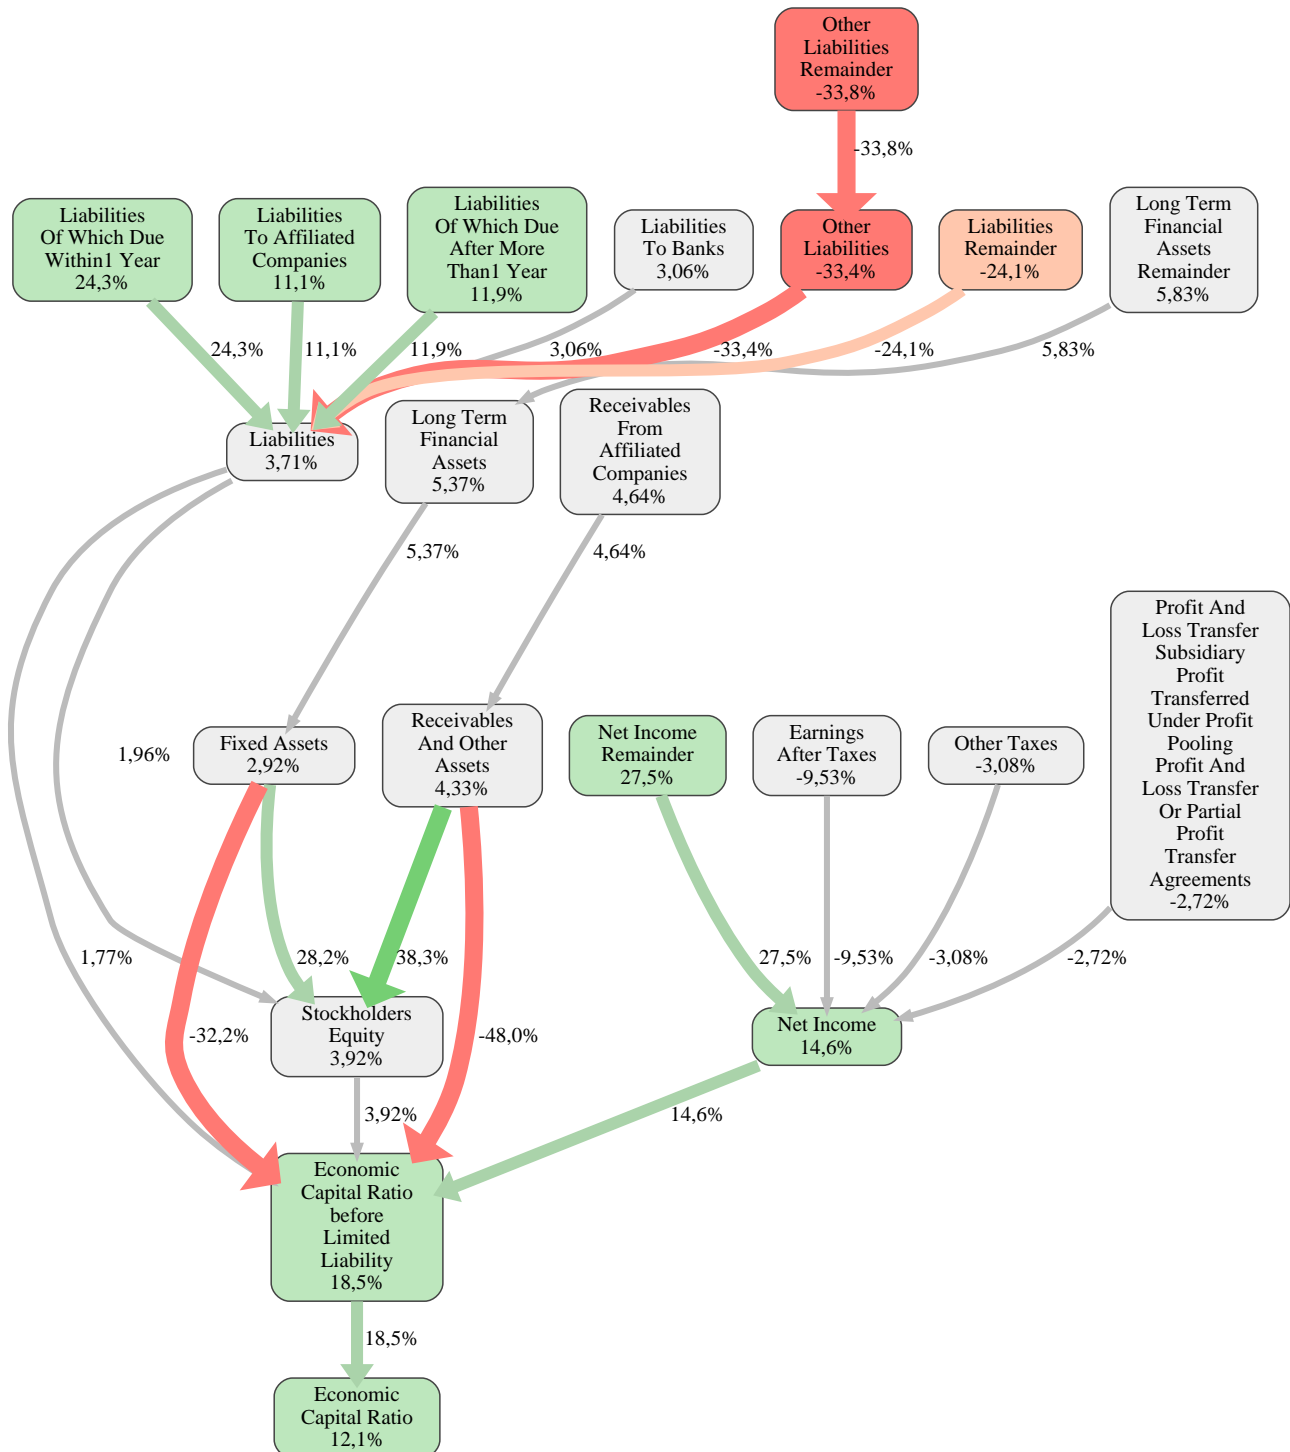 Other
Liabilities
Remainder
-33,8%
-33,8%
Liabilities
Of Which Due
Within1 Year
24,3%
Liabilities
To Affiliated
Companies
11,1%
Liabilities
Of Which Due
After More
Than1 Year
11,9%
Liabilities
To Banks
3,06%
Other
Liabilities
-33,4%
Liabilities
Remainder
-24,1%
Long Term
Financial
Assets
Remainder
5,83%
24,3%
11,1%
11,9%
3,06%
-33,4%
-24,1%
5,83%
Liabilities
3,71%
Long Term
Financial
Assets
5,37%
Receivables
From
Affiliated
Companies
4,64%
5,37%
4,64%
Profit And
Loss Transfer
Subsidiary
Profit
Transferred
Under Profit
Pooling
Profit And
Loss Transfer
Or Partial
Profit
Transfer
Agreements
-2,72%
1,96%
Fixed Assets
2,92%
Receivables
And Other
Assets
4,33%
Net Income
Remainder
27,5%
Earnings
After Taxes
-9,53%
Other Taxes
-3,08%
1,77%
28,2%
38,3%
27,5%
-9,53%
-3,08%
-2,72%
-32,2%
Stockholders
Equity
3,92%
-48,0%
Net Income
14,6%
3,92%
14,6%
Economic
Capital Ratio
before
Limited
Liability
18,5%
18,5%
Economic
Capital Ratio
12,1%